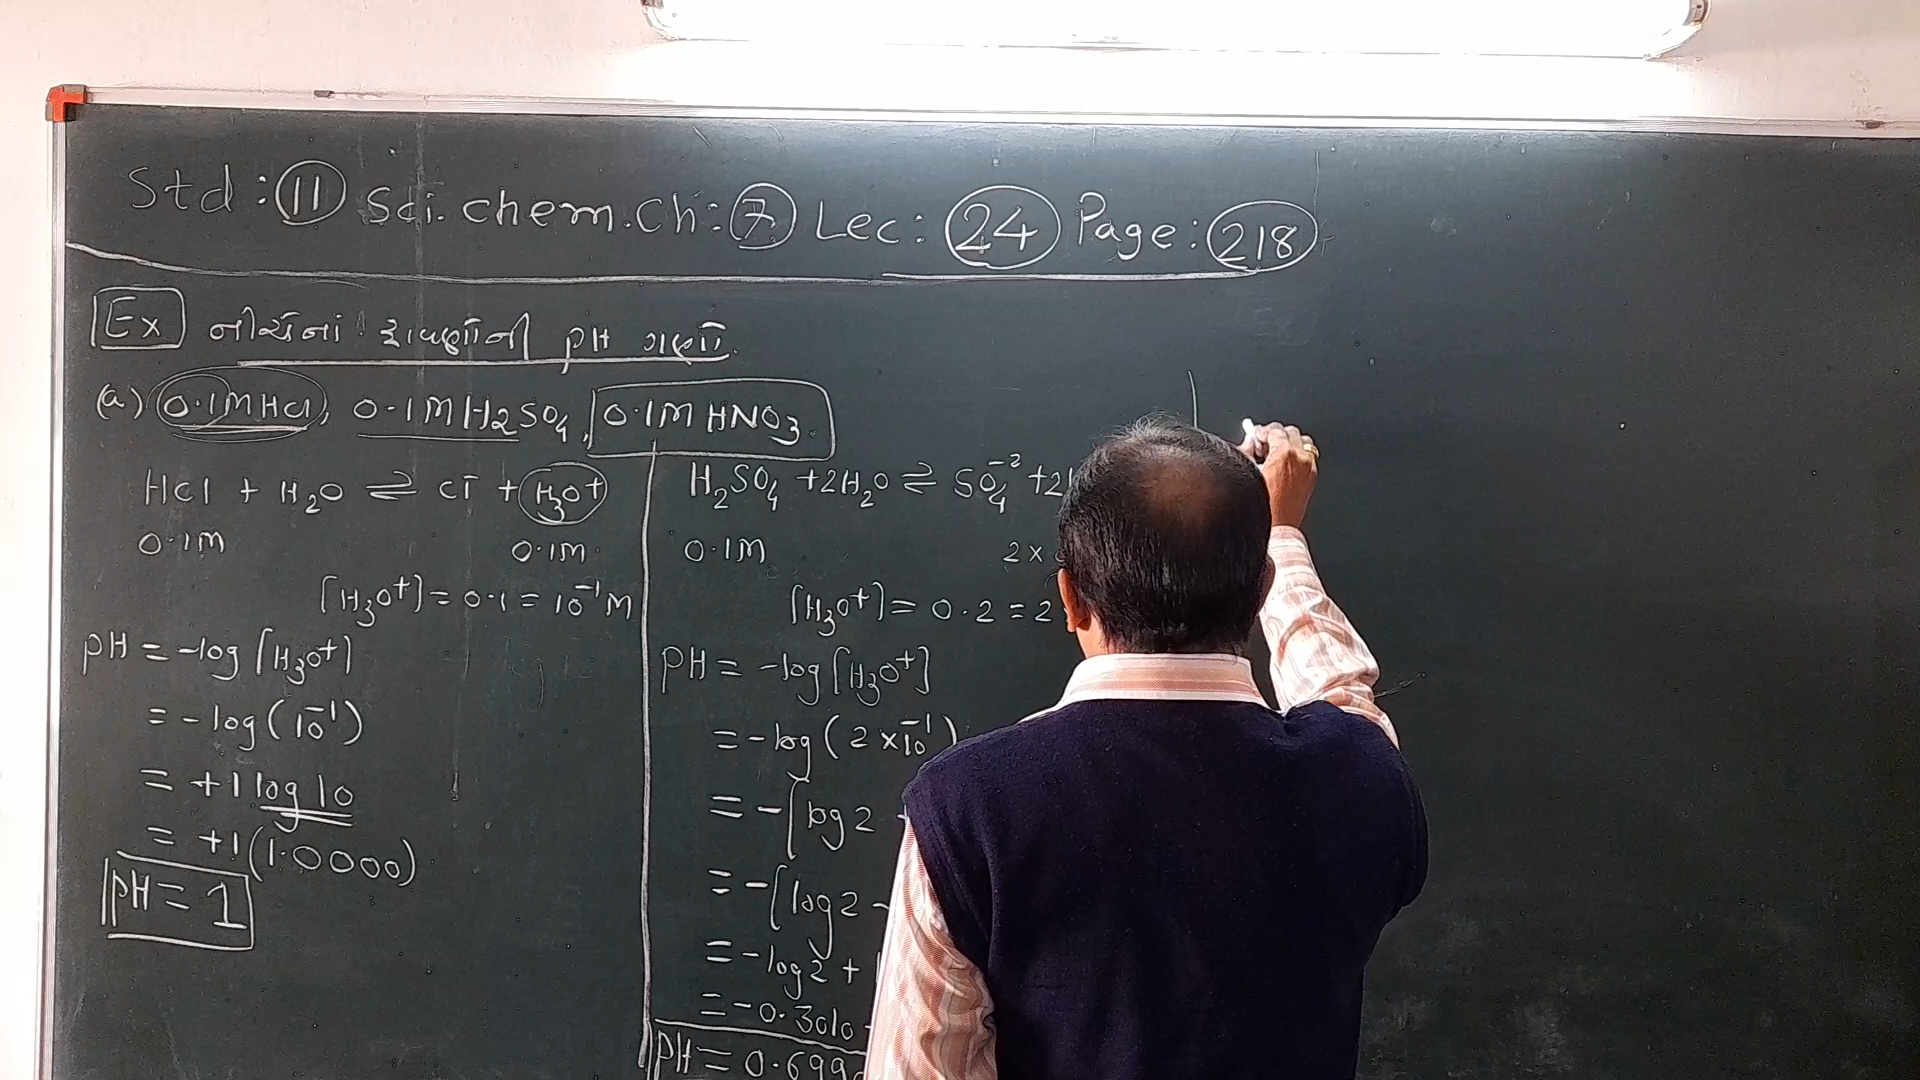 Std : 11 Sci. chem. Ch : 7 Lec : 24 Page : 218
Ex નીચેનાં દ્રાવણોની pH ગણો.
(a) 0.1M HCl, 0.1M H₂SO₄, 0.1M HNO₃.
HCl + H₂O ⇌ Cl⁻ + H₃O⁺
0.1M 0.1M.
[H₃O⁺] = 0.1 = 10⁻¹ M
pH = -log [H₃O⁺]
= -log (10⁻¹)
= +1 log 10
= +1 (1.0000)
pH = 1
H₂SO₄ + 2H₂O ⇌ SO₄⁻² + 2
0.1M 2 ×
[H₃O⁺] = 0.2 = 2
pH = -log [H₃O⁺]
= -log (2 × 10⁻¹)
= -[log 2
= -[log 2 -
= -log 2 +
= -0.3010
pH = 0.699